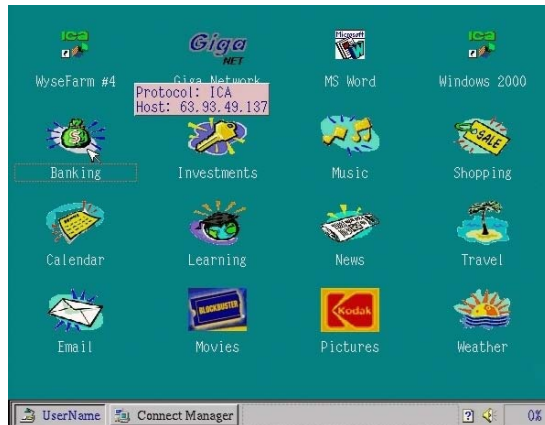 ICA
Giga
NET
Microsoft
ICA
WyseFarm #4
Giga Network
MS Word
Windows 2000
Protocol: ICA
Host: 63.93.49.137
$
SALE
Banking
Investments
Music
Shopping
Calendar
Learning
News
Travel
BLOCKBUSTER
Kodak
Email
Movies
Pictures
Weather
UserName
Connect Manager
?
0%